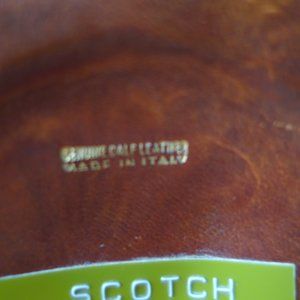 GENUINE CALF LEATHER
MADE IN ITALY
SCOTCH